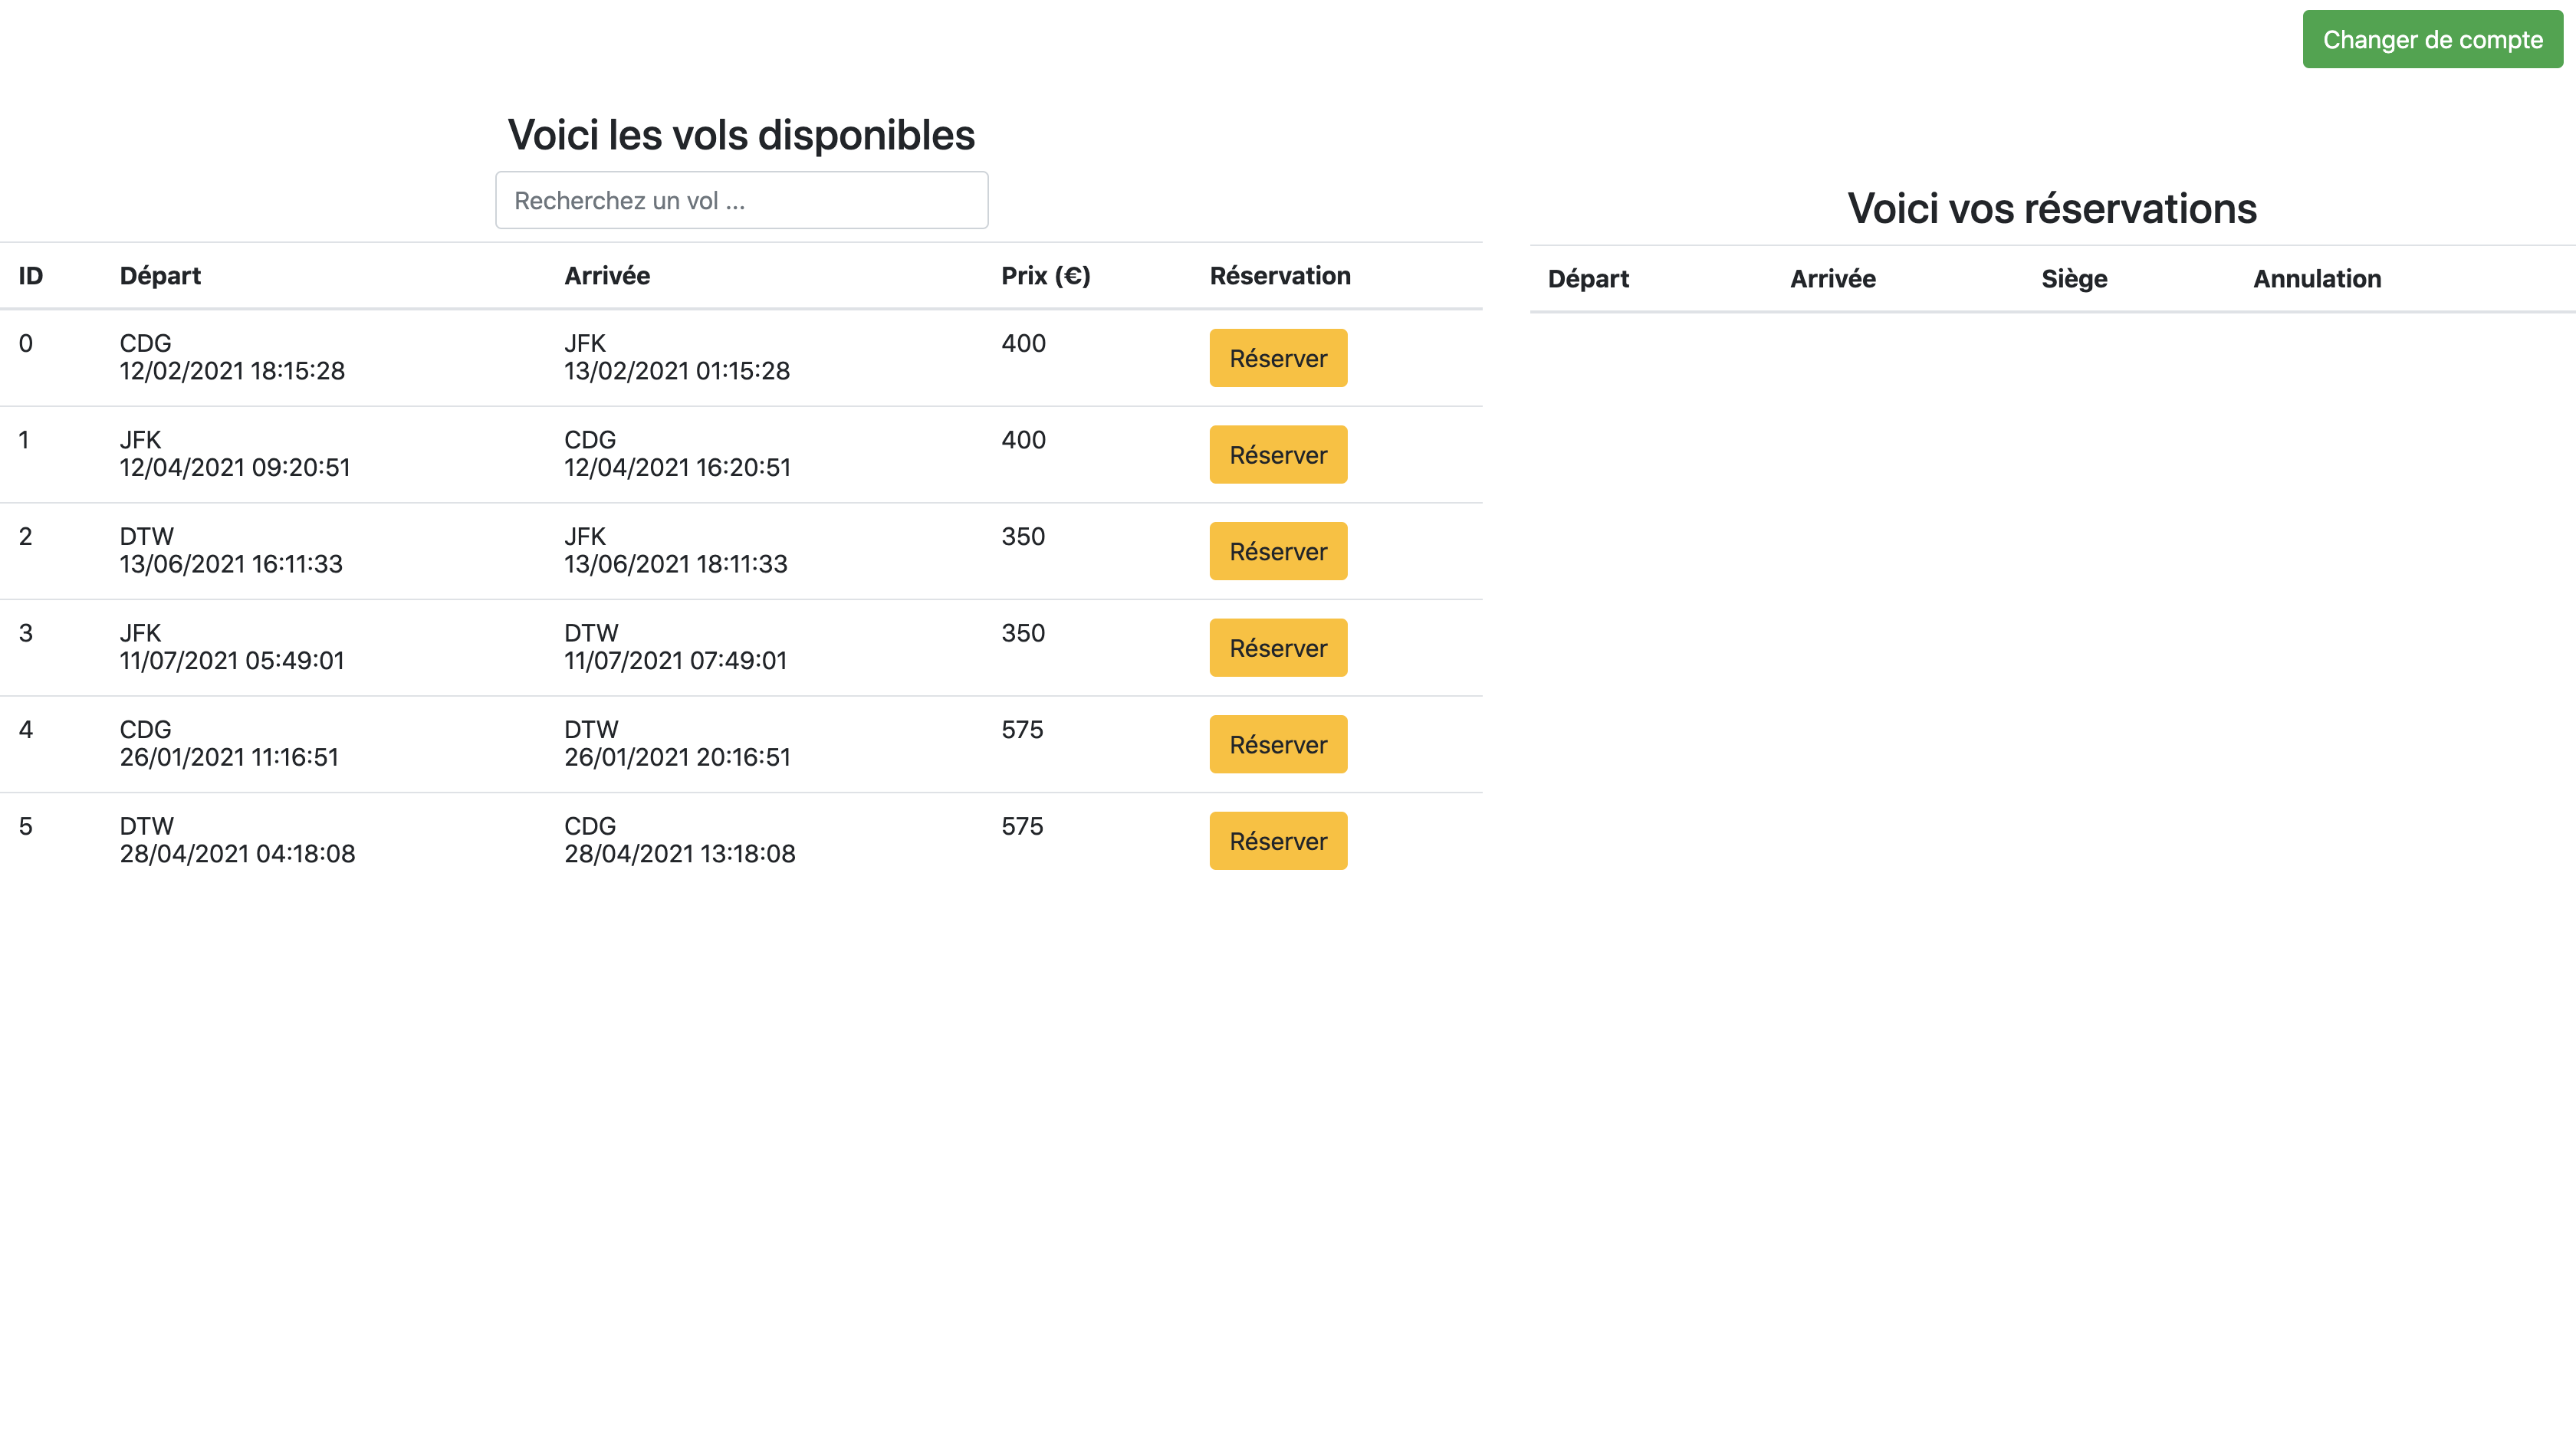 Changer de compte
Voici les vols disponibles
Recherchez un vol ...
ID Départ Arrivée Prix (€) Réservation
0 CDG JFK 400 Réserver
12/02/2021 18:15:28 13/02/2021 01:15:28
1 JFK CDG 400 Réserver
12/04/2021 09:20:51 12/04/2021 16:20:51
2 DTW JFK 350 Réserver
13/06/2021 16:11:33 13/06/2021 18:11:33
3 JFK DTW 350 Réserver
11/07/2021 05:49:01 11/07/2021 07:49:01
4 CDG DTW 575 Réserver
26/01/2021 11:16:51 26/01/2021 20:16:51
5 DTW CDG 575 Réserver
28/04/2021 04:18:08 28/04/2021 13:18:08
Voici vos réservations
Départ Arrivée Siège Annulation